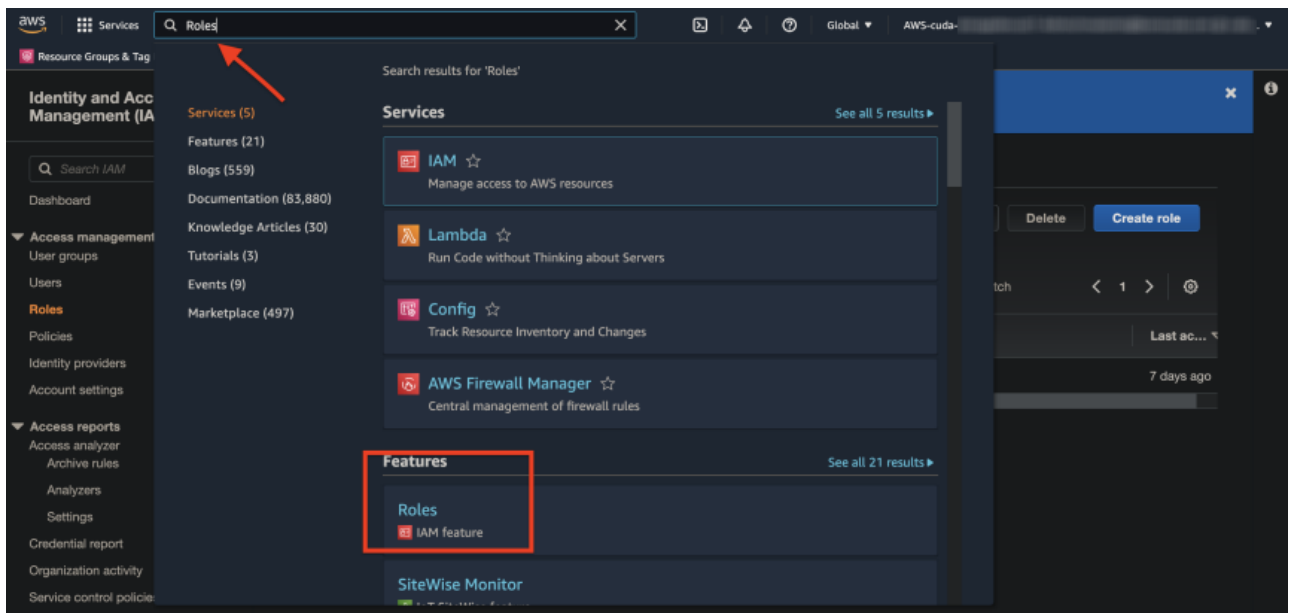 aws
Services
Roles
Global
AWS-cuda-
Resource Groups & Tag
Identity and Acc
Management (IA
Search IAM
Dashboard
Access management
User groups
Users
Roles
Policies
Identity providers
Account settings
Access reports
Access analyzer
Archive rules
Analyzers
Settings
Credential report
Organization activity
Service control policie
Services (5)
Features (21)
Blogs (559)
Documentation (83,880)
Knowledge Articles (30)
Tutorials (3)
Events (9)
Marketplace (497)
Search results for 'Roles'
Services
See all 5 results
IAM
Manage access to AWS resources
Lambda
Run Code without Thinking about Servers
Config
Track Resource Inventory and Changes
AWS Firewall Manager
Central management of firewall rules
Features
See all 21 results
Roles
IAM feature
SiteWise Monitor
IoT SiteWise feature
Delete
Create role
tch
1
Last ac...
7 days ago